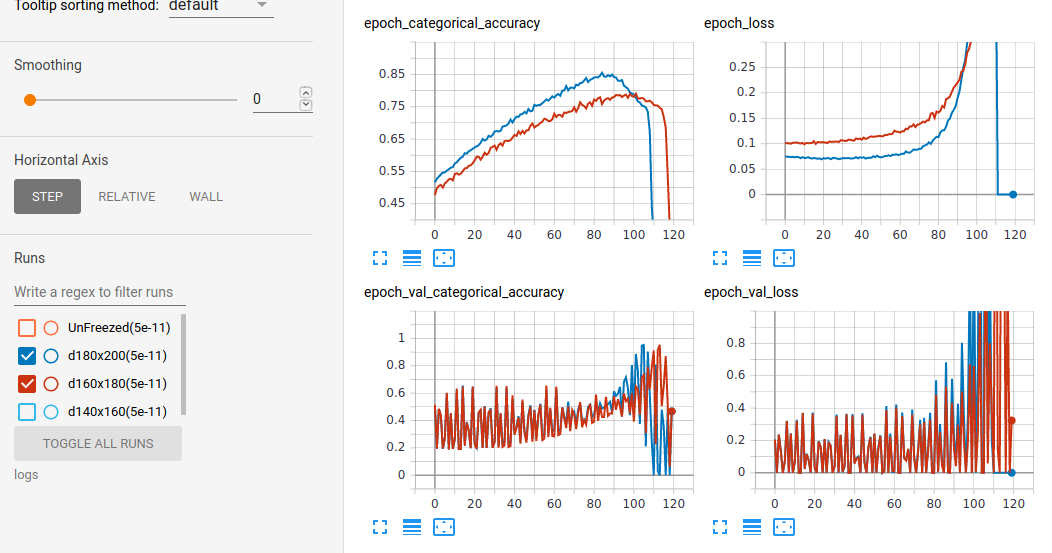 Tooltip sorting method: default
Smoothing
0
Horizontal Axis
STEP RELATIVE WALL
Runs
Write a regex to filter runs
UnFreezed(5e-11)
d180x200(5e-11)
d160x180(5e-11)
d140x160(5e-11)
TOGGLE ALL RUNS
logs
epoch_categorical_accuracy
0.85
0.75
0.65
0.55
0.45
0 20 40 60 80 100 120
epoch_loss
0.25
0.2
0.15
0.1
0.05
0
0 20 40 60 80 100 120
epoch_val_categorical_accuracy
1
0.8
0.6
0.4
0.2
0
0 20 40 60 80 100 120
epoch_val_loss
0.8
0.6
0.4
0.2
0
0 20 40 60 80 100 120